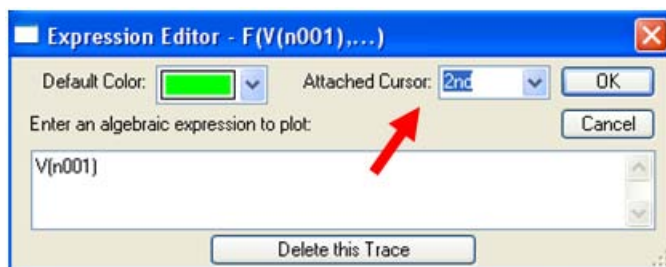 Expression Editor - F(V(n001),...)
Default Color: Attached Cursor: 2nd OK
Enter an algebraic expression to plot: Cancel
V(n001)
Delete this Trace